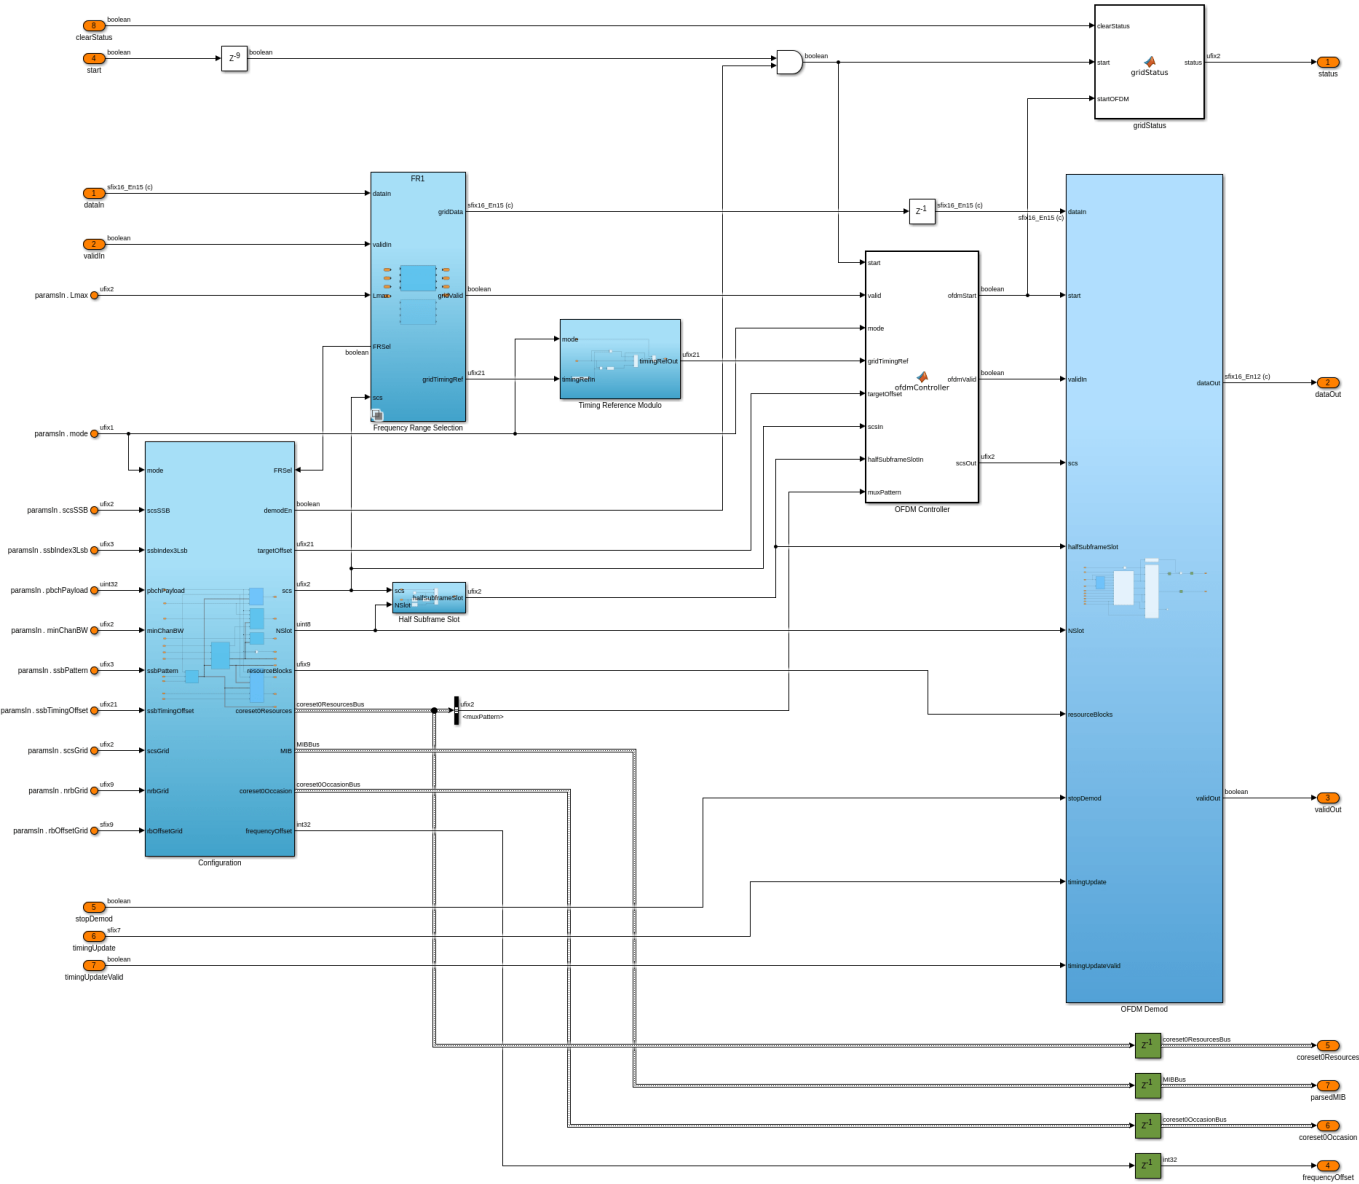 8
boolean
clearStatus
4
boolean
start
Z-9
boolean
boolean
clearStatus
start
startOFDM
gridStatus
status
gridStatus
ufix2
1
status
1
sfix16_En15 (c)
dataIn
2
boolean
validIn
paramsIn . Lmax
ufix2
FR1
dataIn
validIn
Lmax
FRSel
scs
gridData
gridValid
gridTimingRef
Frequency Range Selection
boolean
sfix16_En15 (c)
boolean
ufix21
mode
timingRefIn
timingRefOut
Timing Reference Modulo
ufix21
Z-1
sfix16_En15 (c)
sfix16_En15 (c)
start
valid
mode
gridTimingRef
targetOffset
scsIn
halfSubframeSlotIn
muxPattern
ofdmController
ofdmStart
ofdmValid
scsOut
OFDM Controller
boolean
boolean
ufix2
paramsIn . mode
ufix1
paramsIn . scsSSB
ufix2
paramsIn . ssbIndex3Lsb
ufix3
paramsIn . pbchPayload
uint32
paramsIn . minChanBW
ufix2
paramsIn . ssbPattern
ufix3
paramsIn . ssbTimingOffset
ufix21
paramsIn . scsGrid
ufix2
paramsIn . nrbGrid
ufix9
paramsIn . rbOffsetGrid
sfix9
mode
scsSSB
ssbIndex3Lsb
pbchPayload
minChanBW
ssbPattern
ssbTimingOffset
scsGrid
nrbGrid
rbOffsetGrid
FRSel
demodEn
targetOffset
scs
NSlot
resourceBlocks
coreset0Resources
MIB
coreset0Occasion
frequencyOffset
Configuration
boolean
ufix21
ufix2
uint8
ufix9
coreset0ResourcesBus
MIBBus
coreset0OccasionBus
int32
scs
NSlot
halfSubframeSlot
Half Subframe Slot
ufix2
ufix2
<muxPattern>
dataIn
start
validIn
scs
halfSubframeSlot
NSlot
resourceBlocks
stopDemod
timingUpdate
timingUpdateValid
dataOut
validOut
OFDM Demod
sfix16_En12 (c)
2
dataOut
boolean
3
validOut
5
boolean
stopDemod
6
sfix7
timingUpdate
7
boolean
timingUpdateValid
Z-1
coreset0ResourcesBus
5
coreset0Resources
Z-1
MIBBus
7
parsedMIB
Z-1
coreset0OccasionBus
6
coreset0Occasion
Z-1
int32
4
frequencyOffset